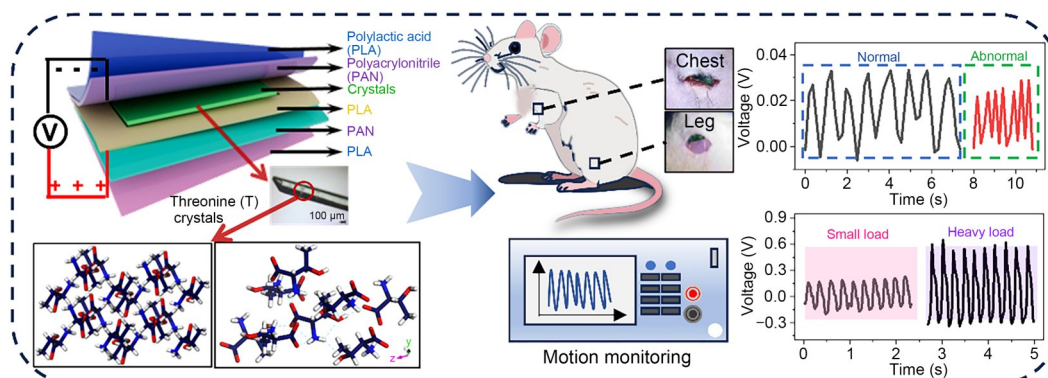 Polylactic acid
(PLA)
Polyacrylonitrile
(PAN)
Crystals
PLA
PAN
PLA
- - -
V
+ + +
Threonine (T)
crystals
100 μm
y
z
Chest
Leg
Motion monitoring
Normal
Abnormal
Voltage (V)
0.04
0.02
0.00
0 2 4 6 8 10
Time (s)
Small load
Heavy load
Voltage (V)
0.9
0.6
0.3
0.0
−0.3
0 1 2 3 4 5
Time (s)